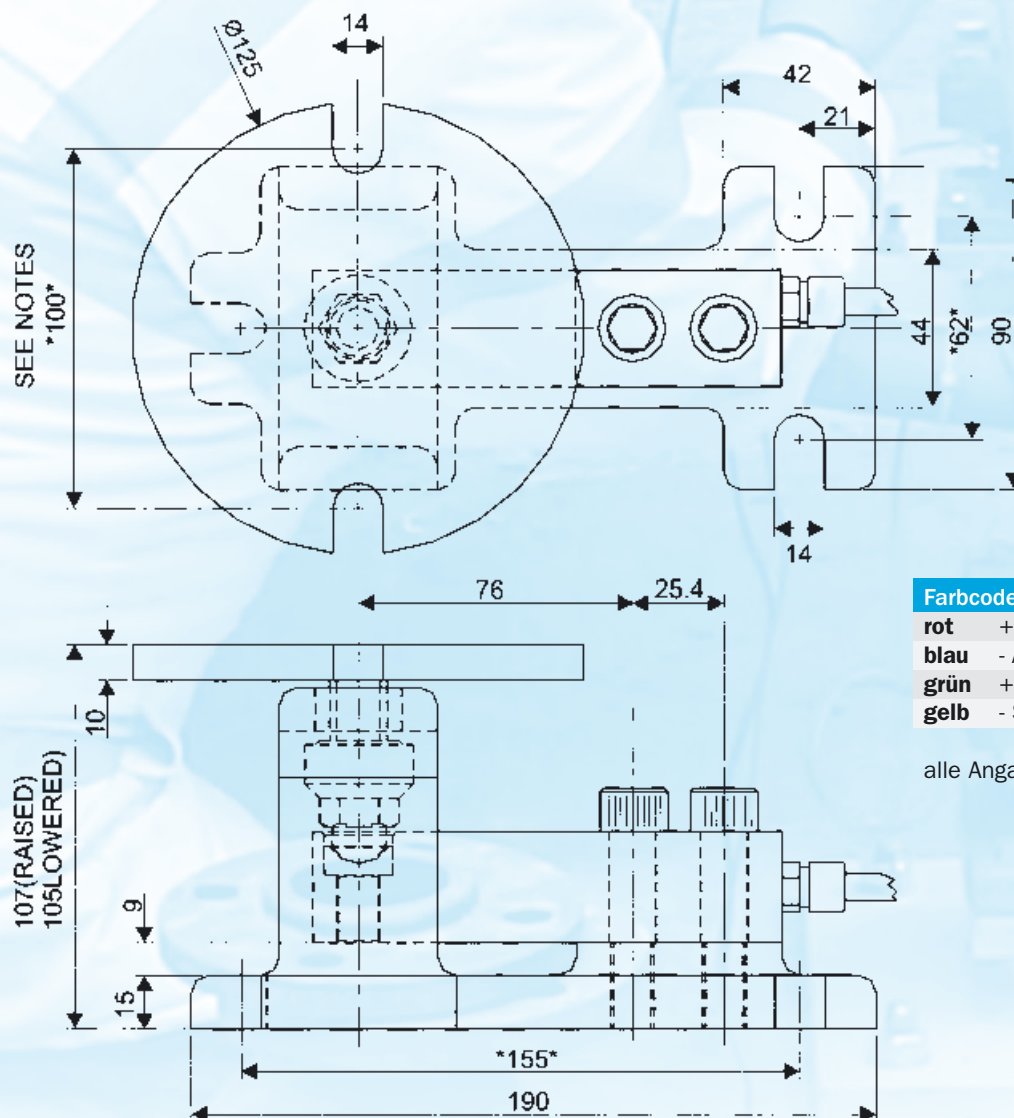 14
Ø125
42
21
SEE NOTES
*100*
44
*62*
90
14
76
25.4
10
107(RAISED)
105LOWERED)
9
15
*155*
190
Farbcode
rot +
blau -
grün +
gelb -
alle